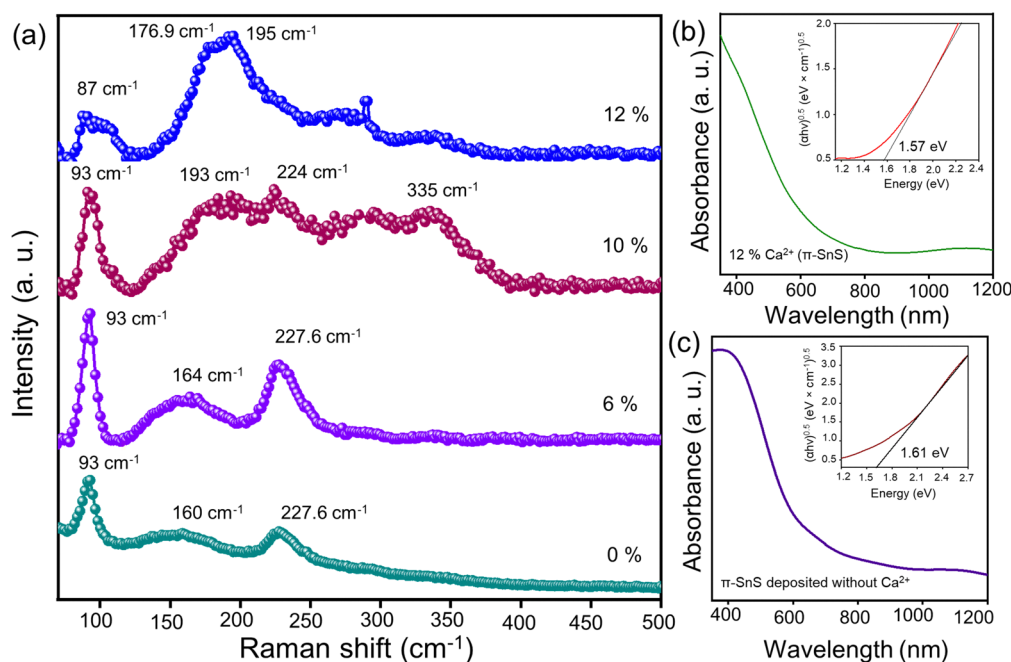 (a)
Intensity (a. u.)
176.9 cm⁻¹ 195 cm⁻¹
87 cm⁻¹
12 %
93 cm⁻¹ 193 cm⁻¹ 224 cm⁻¹ 335 cm⁻¹
10 %
93 cm⁻¹
227.6 cm⁻¹
164 cm⁻¹
6 %
93 cm⁻¹
160 cm⁻¹ 227.6 cm⁻¹
0 %
100 150 200 250 300 350 400 450 500
Raman shift (cm⁻¹)
(b)
Absorbance (a. u.)
(αhν)⁰·⁵ (eV × cm⁻¹)⁰·⁵
2.0
1.5
1.0
0.5
1.57 eV
1.2 1.4 1.6 1.8 2.0 2.2 2.4
Energy (eV)
12 % Ca²⁺ (π-SnS)
400 600 800 1000 1200
Wavelength (nm)
(c)
Absorbance (a. u.)
(αhν)⁰·⁵ (eV × cm⁻¹)⁰·⁵
3.5
3.0
2.5
2.0
1.5
1.0
0.5
1.61 eV
1.2 1.5 1.8 2.1 2.4 2.7
Energy (eV)
π-SnS deposited without Ca²⁺
400 600 800 1000 1200
Wavelength (nm)